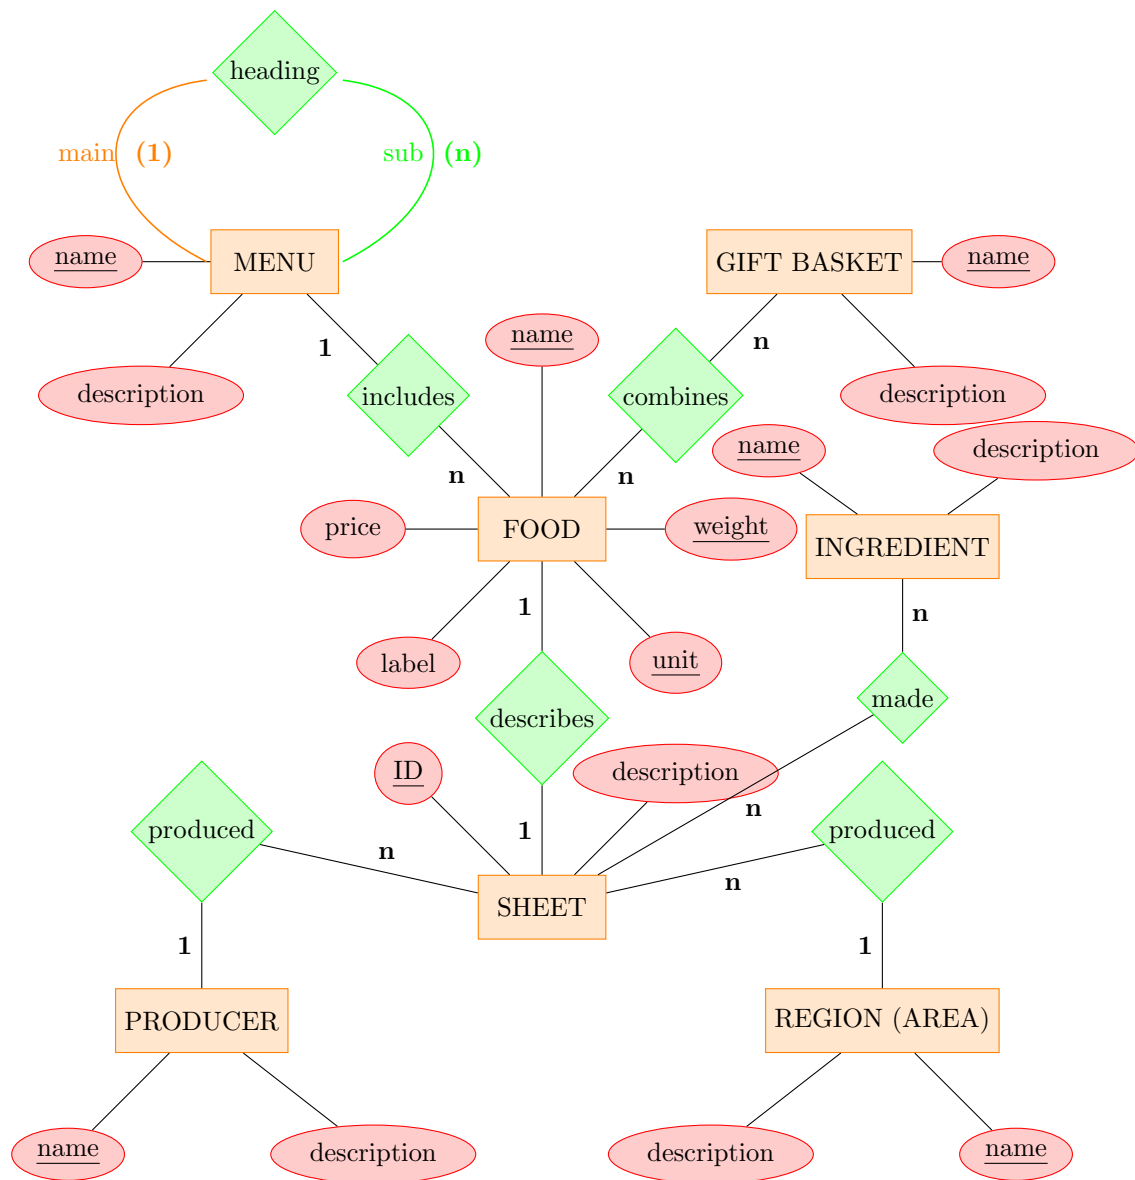 heading
main (1)
sub (n)
name
MENU
GIFT BASKET
name
1
name
n
description
includes
combines
description
name
description
n
n
price
FOOD
weight
INGREDIENT
1
n
label
unit
made
describes
ID
description
n
produced
1
produced
n
n
SHEET
1
1
PRODUCER
REGION (AREA)
name
description
description
name